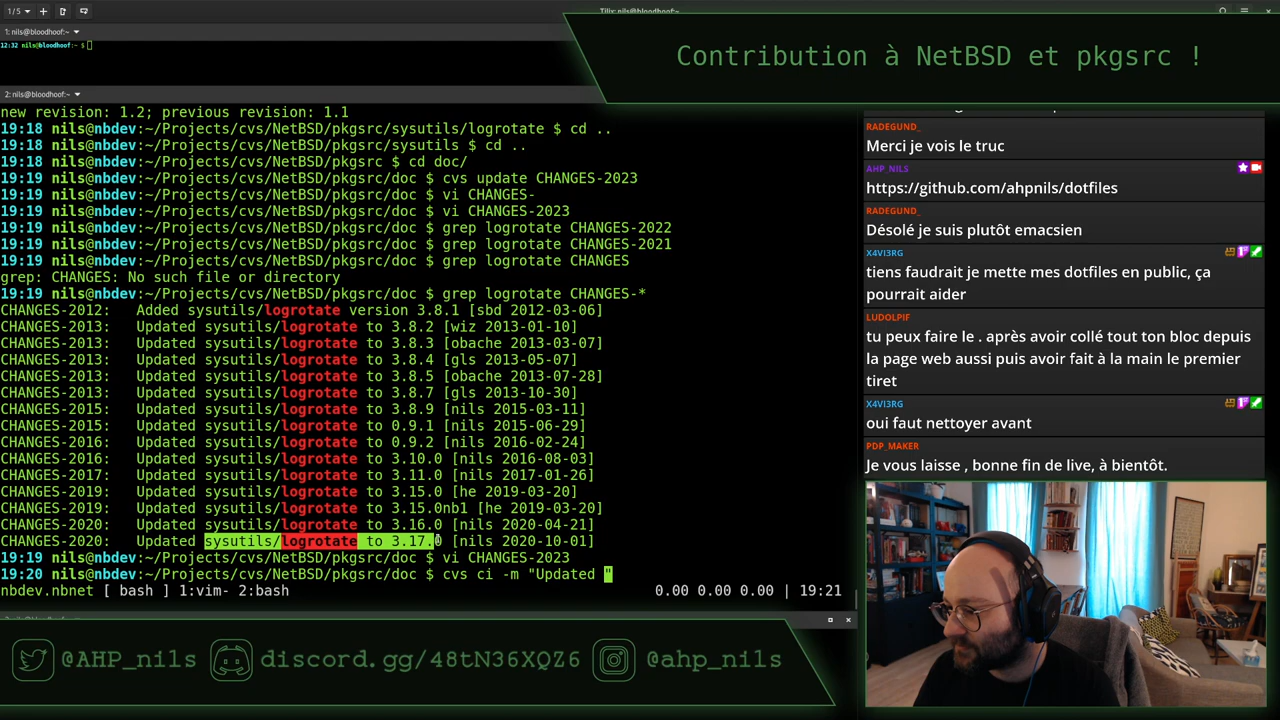 1/5
Tilix: nils@bloodhoof:~
1: nils@bloodhoof:~
12:32 nils@bloodhoof:~ $
Contribution à NetBSD et pkgsrc !
2: nils@bloodhoof:~
new revision: 1.2; previous revision: 1.1
19:18 nils@nbdev:~/Projects/cvs/NetBSD/pkgsrc/sysutils/logrotate $ cd ..
19:18 nils@nbdev:~/Projects/cvs/NetBSD/pkgsrc/sysutils $ cd ..
19:18 nils@nbdev:~/Projects/cvs/NetBSD/pkgsrc $ cd doc/
19:19 nils@nbdev:~/Projects/cvs/NetBSD/pkgsrc/doc $ cvs update CHANGES-2023
19:19 nils@nbdev:~/Projects/cvs/NetBSD/pkgsrc/doc $ vi CHANGES-
19:19 nils@nbdev:~/Projects/cvs/NetBSD/pkgsrc/doc $ vi CHANGES-2023
19:19 nils@nbdev:~/Projects/cvs/NetBSD/pkgsrc/doc $ grep logrotate CHANGES-2022
19:19 nils@nbdev:~/Projects/cvs/NetBSD/pkgsrc/doc $ grep logrotate CHANGES-2021
19:19 nils@nbdev:~/Projects/cvs/NetBSD/pkgsrc/doc $ grep logrotate CHANGES
grep: CHANGES: No such file or directory
19:19 nils@nbdev:~/Projects/cvs/NetBSD/pkgsrc/doc $ grep logrotate CHANGES-*
CHANGES-2012: Added sysutils/logrotate version 3.8.1 [sbd 2012-03-06]
CHANGES-2013: Updated sysutils/logrotate to 3.8.2 [wiz 2013-01-10]
CHANGES-2013: Updated sysutils/logrotate to 3.8.3 [obache 2013-03-07]
CHANGES-2013: Updated sysutils/logrotate to 3.8.4 [gls 2013-05-07]
CHANGES-2013: Updated sysutils/logrotate to 3.8.5 [obache 2013-07-28]
CHANGES-2013: Updated sysutils/logrotate to 3.8.7 [gls 2013-10-30]
CHANGES-2015: Updated sysutils/logrotate to 3.8.9 [nils 2015-03-11]
CHANGES-2015: Updated sysutils/logrotate to 0.9.1 [nils 2015-06-29]
CHANGES-2016: Updated sysutils/logrotate to 0.9.2 [nils 2016-02-24]
CHANGES-2016: Updated sysutils/logrotate to 3.10.0 [nils 2016-08-03]
CHANGES-2017: Updated sysutils/logrotate to 3.11.0 [nils 2017-01-26]
CHANGES-2019: Updated sysutils/logrotate to 3.15.0 [he 2019-03-20]
CHANGES-2019: Updated sysutils/logrotate to 3.15.0nb1 [he 2019-03-20]
CHANGES-2020: Updated sysutils/logrotate to 3.16.0 [nils 2020-04-21]
CHANGES-2020: Updated sysutils/logrotate to 3.17.0 [nils 2020-10-01]
19:19 nils@nbdev:~/Projects/cvs/NetBSD/pkgsrc/doc $ vi CHANGES-2023
19:20 nils@nbdev:~/Projects/cvs/NetBSD/pkgsrc/doc $ cvs ci -m "Updated "
nbdev.nbnet [ bash ] 1:vim- 2:bash 0.00 0.00 0.00 | 19:21
RADEGUND_
Merci je vois le truc
AHP_NILS
https://github.com/ahpnils/dotfiles
RADEGUND_
Désolé je suis plutôt emacsien
X4VI3RG
tiens faudrait je mette mes dotfiles en public, ça
pourrait aider
LUDOLPIF
tu peux faire le . après avoir collé tout ton bloc depuis
la page web aussi puis avoir fait à la main le premier
tiret
X4VI3RG
oui faut nettoyer avant
PDP_MAKER
Je vous laisse , bonne fin de live, à bientôt.
@AHP_nils discord.gg/48tN36XQZ6 @ahp_nils